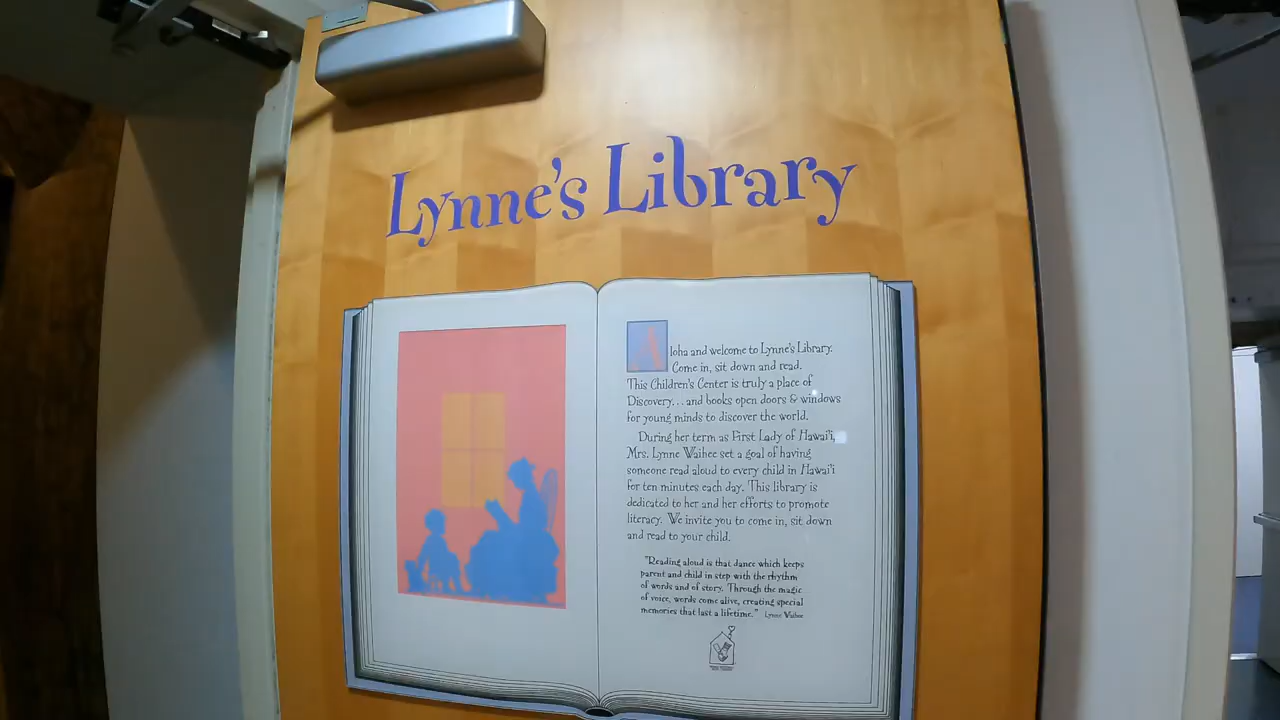 Lynne's Library
Aloha and welcome to Lynne's Library.
Come in, sit down and read.
This Children's Center is truly a place of
Discovery...and books open doors & windows
for young minds to discover the world.
During her term as First Lady of Hawai'i,
Mrs. Lynne Waihee set a goal of having
someone read aloud to every child in Hawai'i
for ten minutes each day. This library is
dedicated to her and her efforts to promote
literacy. We invite you to come in, sit down
and read to your child.
"Reading aloud is that dance which keeps
parent and child in step with the rhythm
of words and of story. Through the magic
of voice, words come alive, creating special
memories that last a lifetime." Lynne Waihee